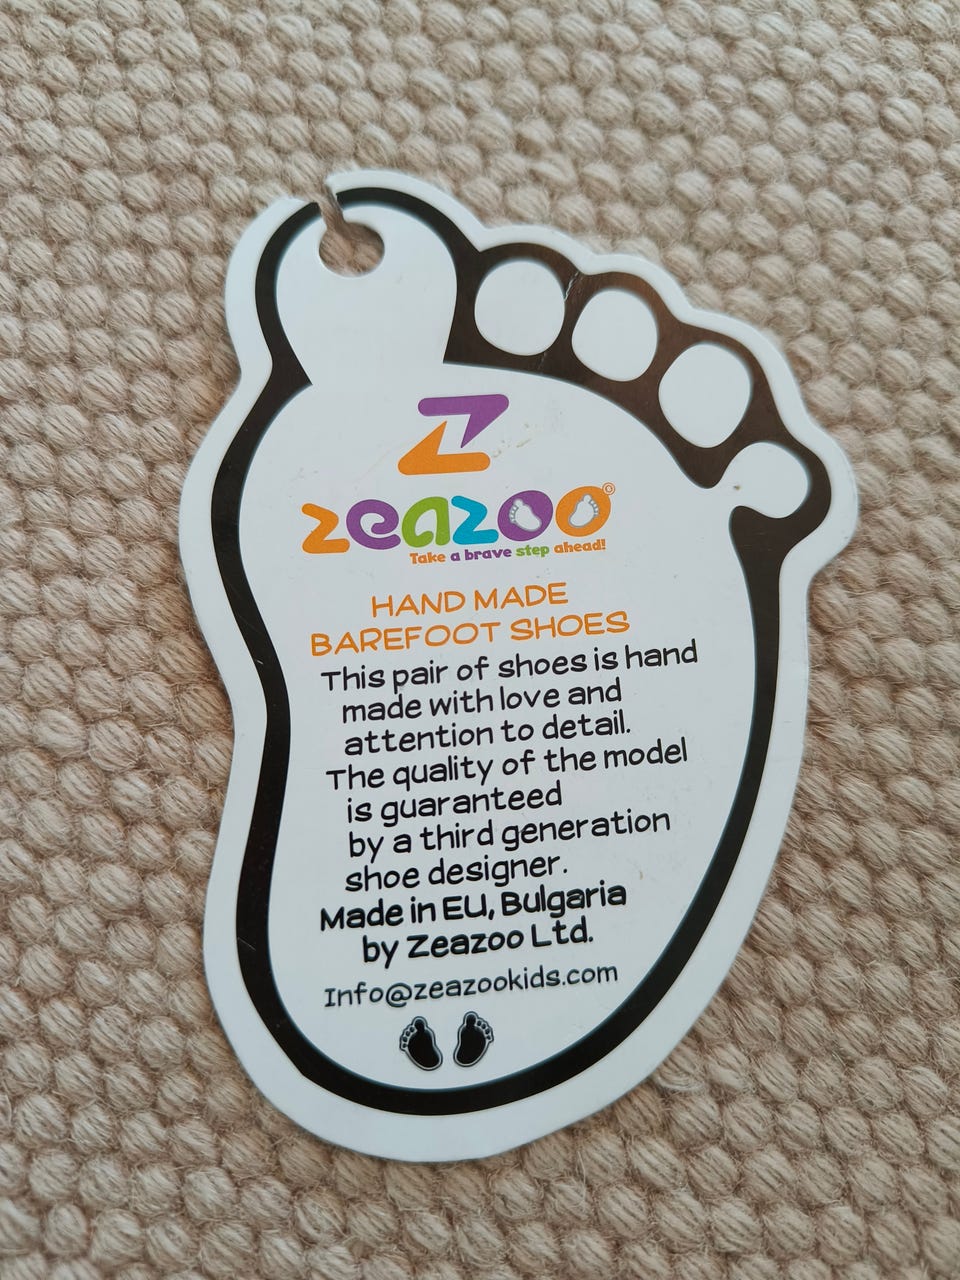 Z
zeazoo®
Take a brave step ahead!
HAND MADE
BAREFOOT SHOES
This pair of shoes is hand
made with love and
attention to detail.
The quality of the model
is guaranteed
by a third generation
shoe designer.
Made in EU, Bulgaria
by Zeazoo Ltd.
Info@zeazookids.com